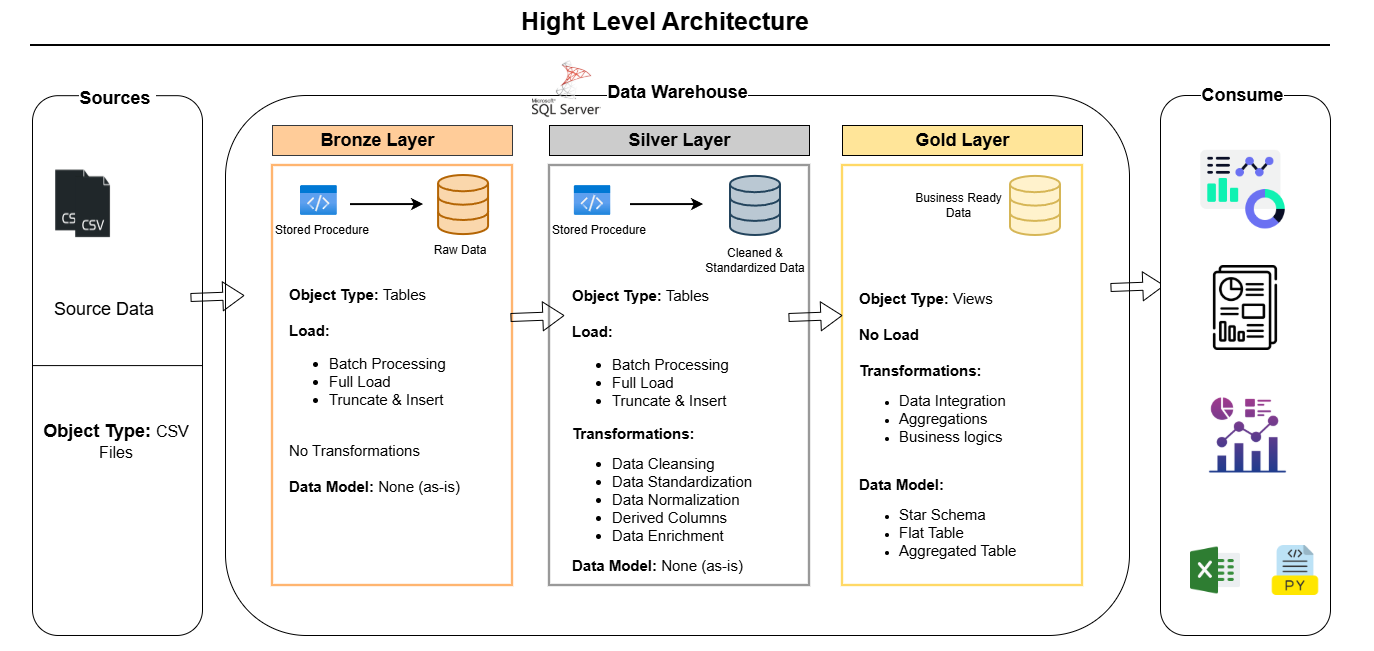 Hight Level Architecture
Sources
CS
CSV
Source Data
Object Type: CSV
Files
Microsoft
SQL Server
Data Warehouse
Bronze Layer
</>
Stored Procedure
Raw Data
Object Type: Tables
Load:
• Batch Processing
• Full Load
• Truncate & Insert
No Transformations
Data Model: None (as-is)
Silver Layer
</>
Stored Procedure
Cleaned &
Standardized Data
Object Type: Tables
Load:
• Batch Processing
• Full Load
• Truncate & Insert
Transformations:
• Data Cleansing
• Data Standardization
• Data Normalization
• Derived Columns
• Data Enrichment
Data Model: None (as-is)
Gold Layer
Business Ready
Data
Object Type: Views
No Load
Transformations:
• Data Integration
• Aggregations
• Business logics
Data Model:
• Star Schema
• Flat Table
• Aggregated Table
Consume
X
</>
PY